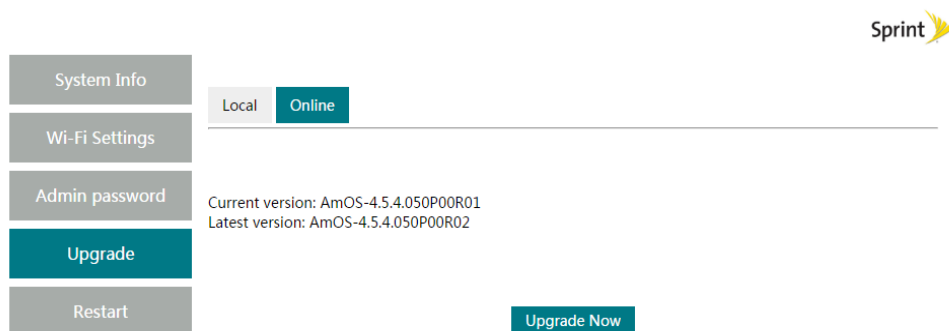 Sprint
System Info
Wi-Fi Settings
Admin password
Upgrade
Restart
Local
Online
Current version: AmOS-4.5.4.050P00R01
Latest version: AmOS-4.5.4.050P00R02
Upgrade Now